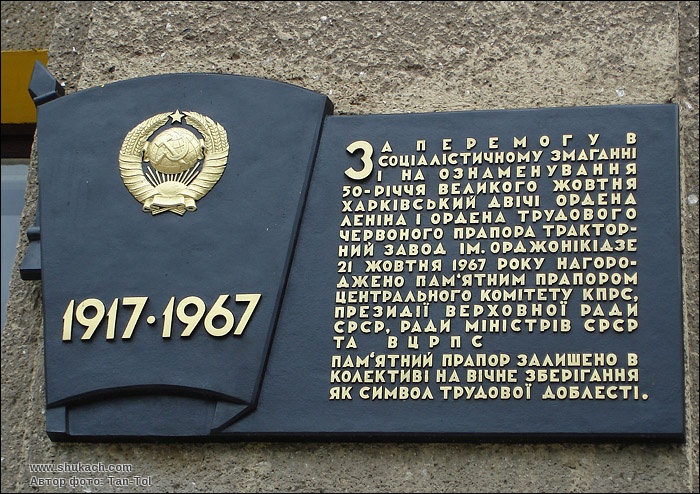 1917·1967
За перемогу в
соціалістичному змаганні
і на ознаменування
50-річчя Великого Жовтня
Харківський двічі ордена
Леніна і ордена Трудового
Червоного Прапора трактор-
ний завод ім. Орджонікідзе
21 жовтня 1967 року нагоро-
джено пам'ятним прапором
Центрального Комітету КПРС,
Президії Верховної Ради
СРСР, Ради Міністрів СРСР
та ВЦРПС
Пам'ятний прапор залишено в
колективі на вічне зберігання
як символ трудової доблесті.
www.shukach.com
Автор фото: Tan-Tol